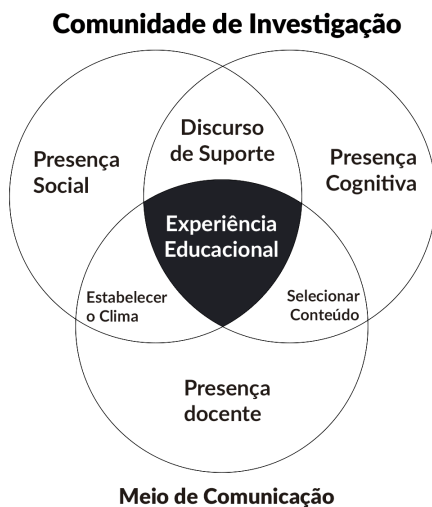 Comunidade de Investigação
Discurso
de Suporte
Presença
Social
Presença
Cognitiva
Experiência
Educacional
Estabelecer
o Clima
Selecionar
Conteúdo
Presença
docente
Meio de Comunicação